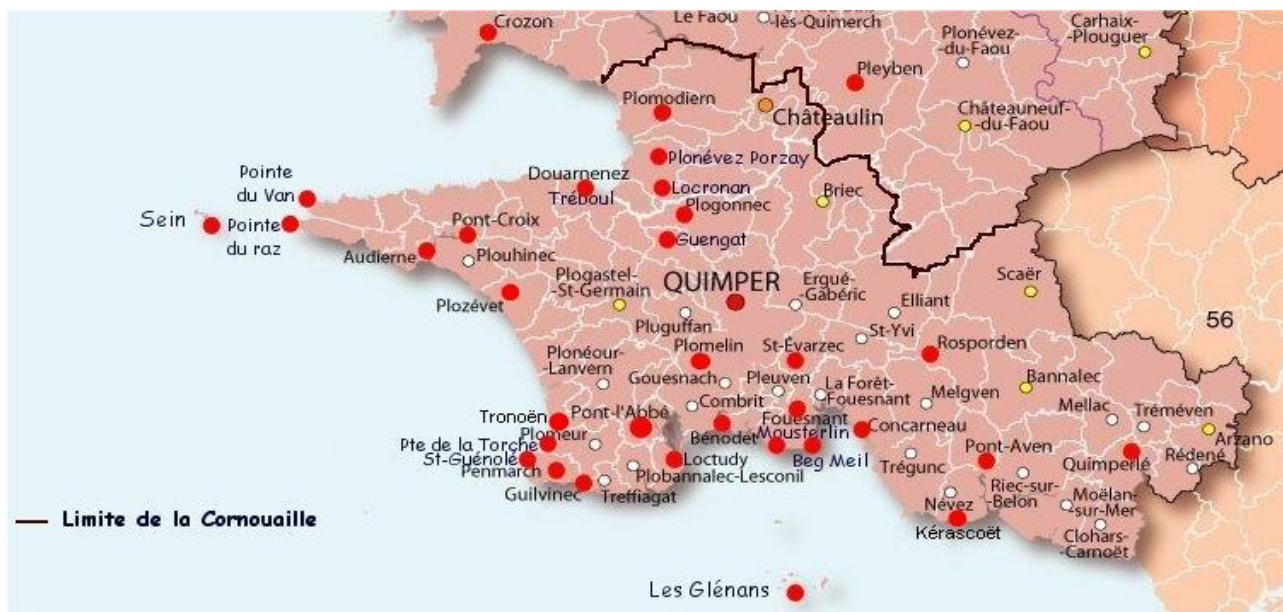 Crozon
Le Faou
lès-Quimerch
Plonévez-
du-Faou
Carhaix-
-Plouguer
Pleyben
Plomodiern
Châteaulin
Châteauneuf-
-du-Faou
Plonévez Porzay
Pointe
du Van
Douarnenez
Tréboul
Locronan
Briec
Sein
Pointe
du raz
Pont-Croix
Plogonnec
Audierne
Plouhinec
Guengat
Plogastel-
-St-Germain
QUIMPER
Ergué-
-Gabéric
Elliant
Scaër
Plozévet
Pluguffan
St-Yvi
56
Plonéour-
-Lanvern
Plomelin
St-Évarzec
Rosporden
Gouesnach
Pleuven
La Forêt-
-Fouesnant
Melgven
Bannalec
Combrit
Mellac
Tréméven
Tronoën
Pont-l'Abbé
Fouesnant
Concarneau
Arzano
Plomeur
Bénodet
Mousterlin
Pont-Aven
Quimperlé
Rédené
Pte de la Torche
St-Guénolé
Penmarch
Loctudy
Beg Meil
Trégunc
Guilvinec
Treffiagat
Plobannalec-Lesconil
Riec-sur-
-Belon
Névez
Moëlan-
-sur-Mer
Limite de la Cornouaille
Kérascoët
Clohars-
-Carnoët
Les Glénans